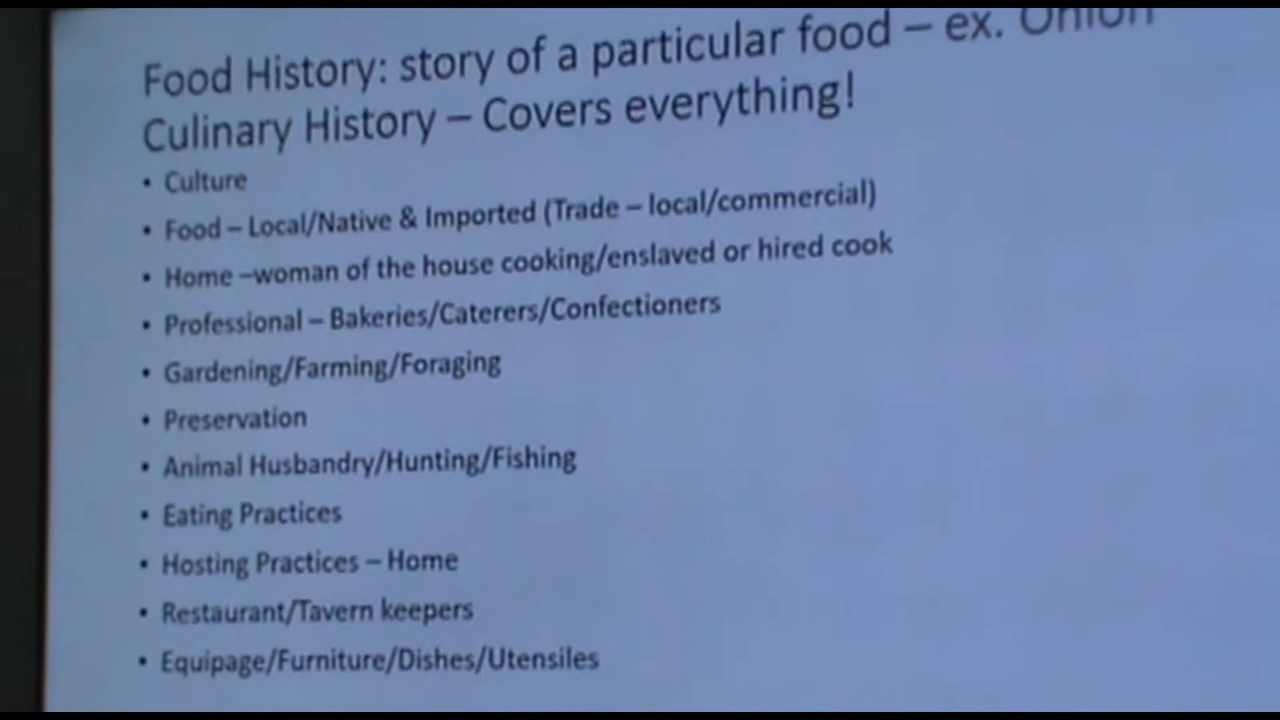 Food History: story of a particular food – ex. Onion
Culinary History – Covers everything!
• Culture
• Food – Local/Native & Imported (Trade – local/commercial)
• Home –woman of the house cooking/enslaved or hired cook
• Professional – Bakeries/Caterers/Confectioners
• Gardening/Farming/Foraging
• Preservation
• Animal Husbandry/Hunting/Fishing
• Eating Practices
• Hosting Practices – Home
• Restaurant/Tavern keepers
• Equipage/Furniture/Dishes/Utensiles